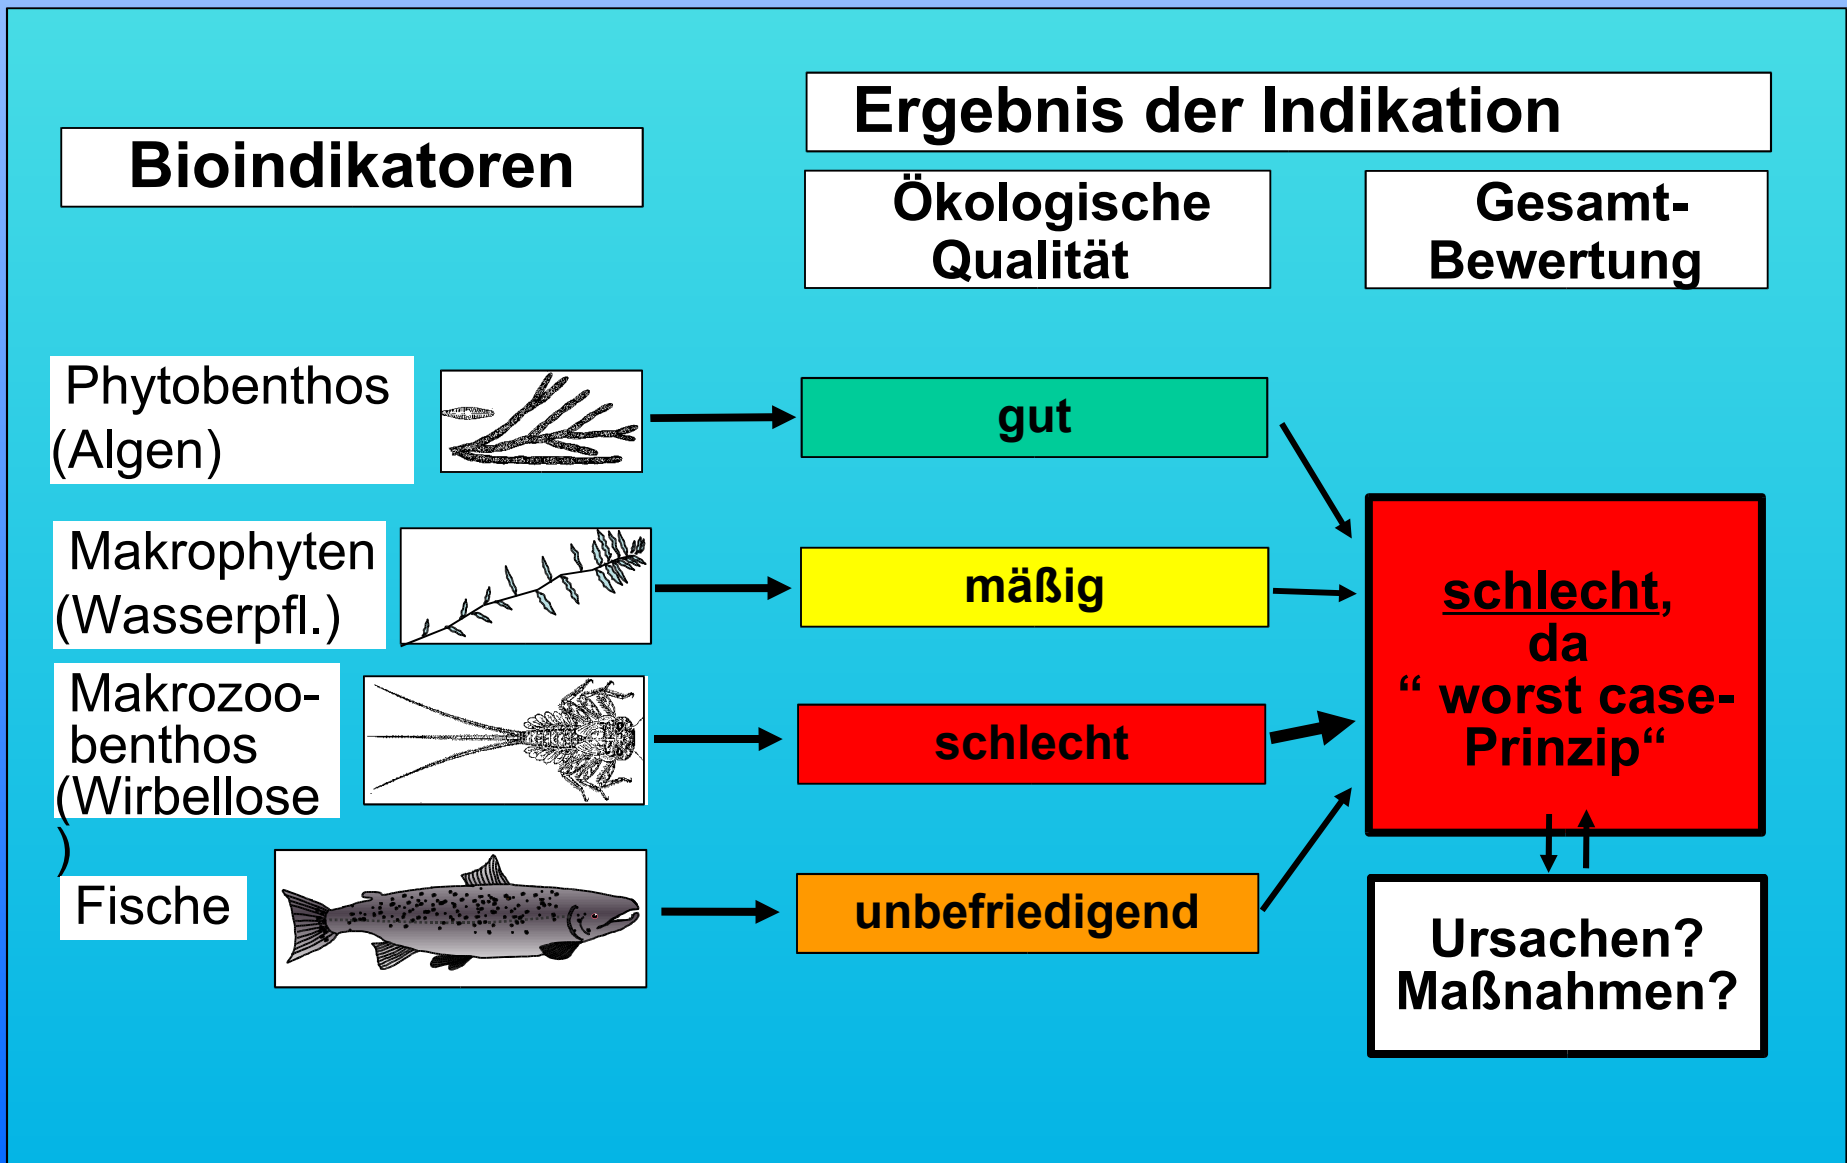 Bioindikatoren
Ergebnis der Indikation
Ökologische
Qualität
Gesamt-
Bewertung
Phytobenthos
(Algen)
gut
Makrophyten
(Wasserpfl.)
mäßig
Makrozoo-
benthos
(Wirbellose
)
schlecht
Fische
unbefriedigend
schlecht,
da
“ worst case-
Prinzip“
Ursachen?
Maßnahmen?